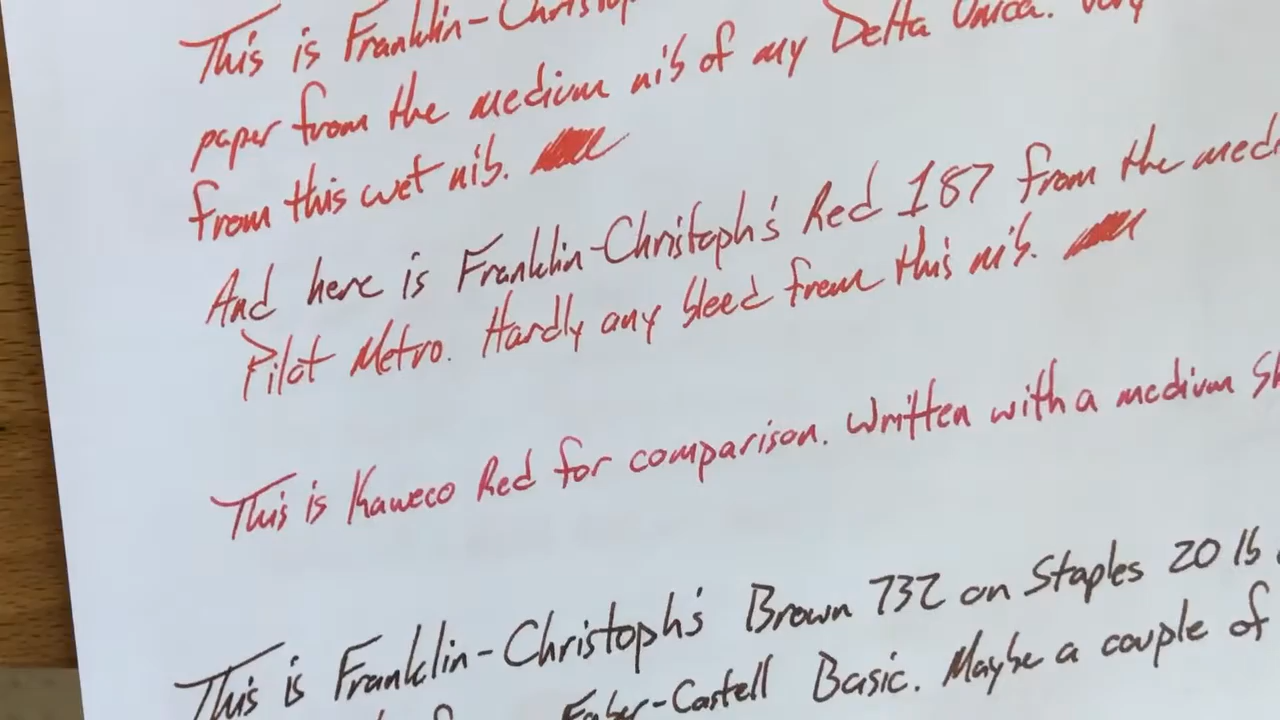 This is Franklin-Christoph
paper from the medium nib of my Delta Unica. Very
from this wet nib.
And here is Franklin-Christoph's Red 187 from the med
Pilot Metro. Hardly any bleed from this nib.
This is Kaweco Red for comparison. Written with a medium
This is Franklin-Christoph's Brown 732 on Staples 20 lb
Faber-Castell Basic. Maybe a couple of